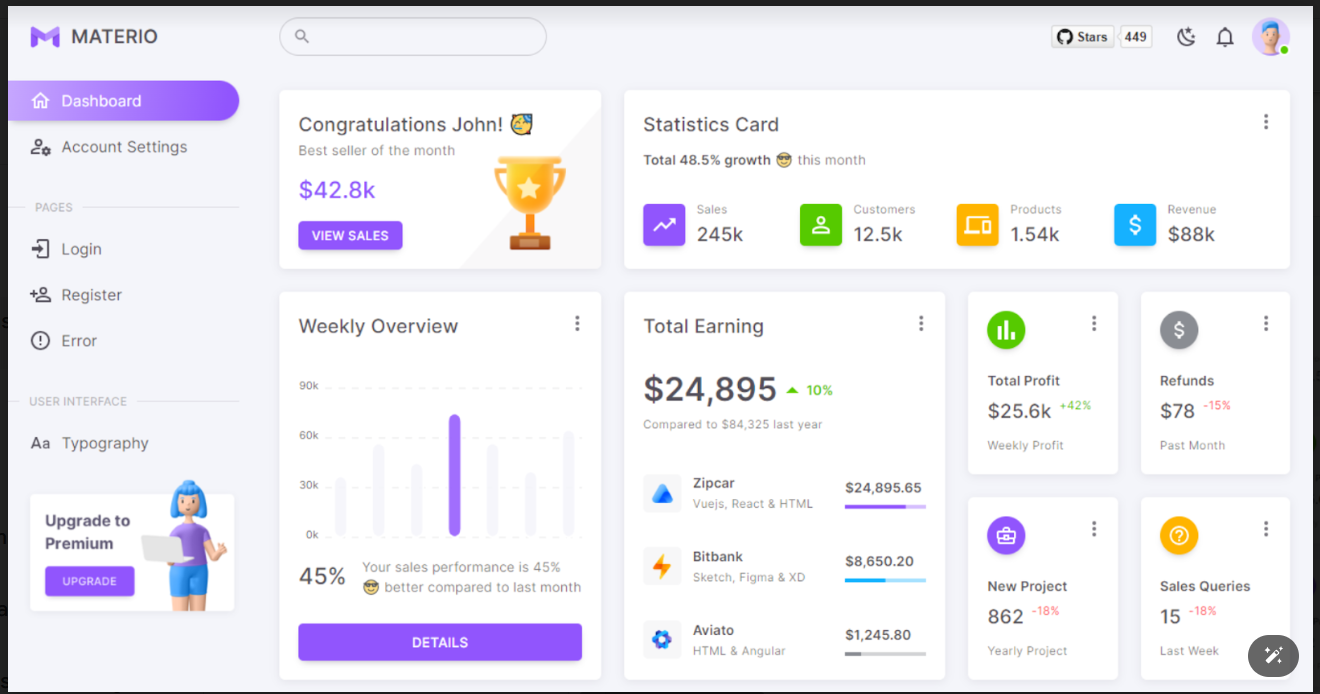 MATERIO
Stars 449
Dashboard
Account Settings
PAGES
Login
Register
Error
USER INTERFACE
Aa Typography
Upgrade to
Premium
UPGRADE
Congratulations John!
Best seller of the month
$42.8k
VIEW SALES
Statistics Card
Total 48.5% growth 😎 this month
Sales
245k
Customers
12.5k
Products
1.54k
Revenue
$88k
Weekly Overview
90k
60k
30k
0k
45%
Your sales performance is 45%
😎 better compared to last month
DETAILS
Total Earning
$24,895 10%
Compared to $84,325 last year
Zipcar
Vuejs, React & HTML
$24,895.65
Bitbank
Sketch, Figma & XD
$8,650.20
Aviato
HTML & Angular
$1,245.80
Total Profit
$25.6k +42%
Weekly Profit
Refunds
$78 -15%
Past Month
New Project
862 -18%
Yearly Project
Sales Queries
15 -18%
Last Week